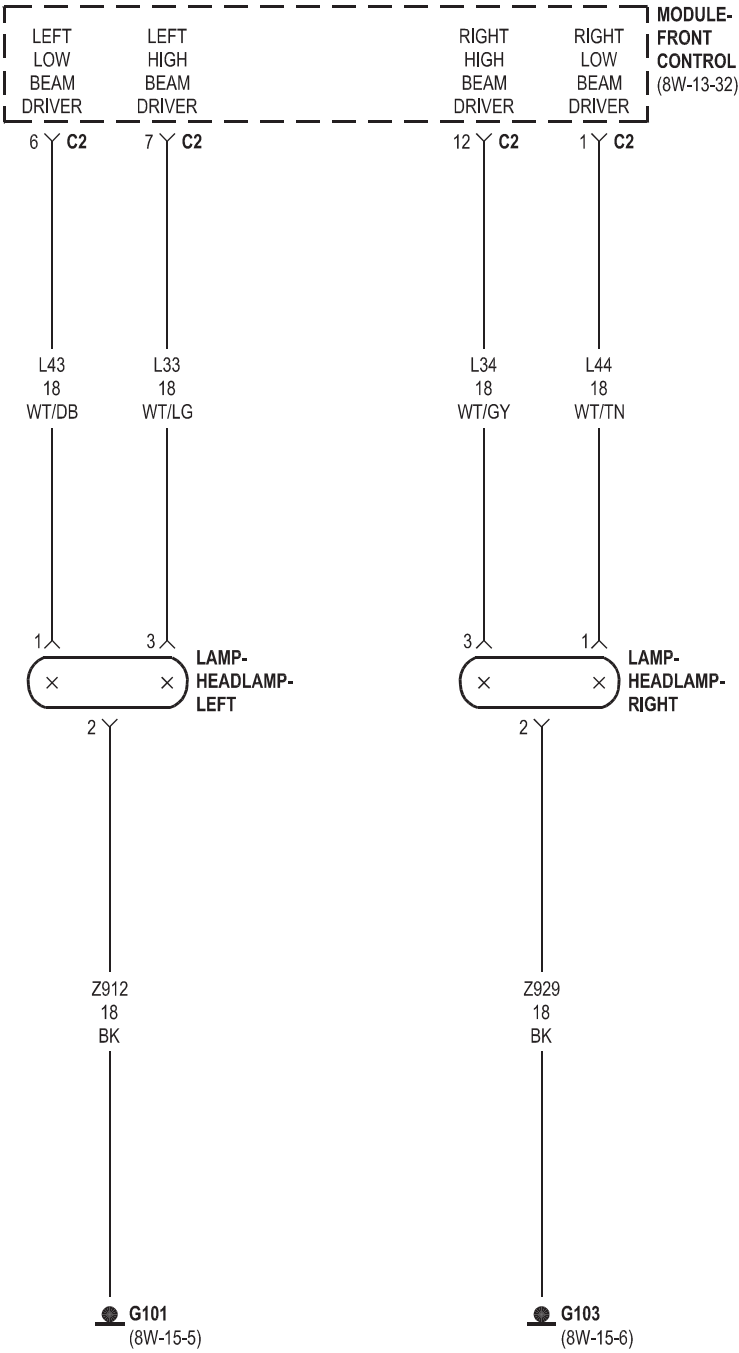 LEFT
LOW
BEAM
DRIVER
LEFT
HIGH
BEAM
DRIVER
RIGHT
HIGH
BEAM
DRIVER
RIGHT
LOW
BEAM
DRIVER
MODULE-
FRONT
CONTROL
(8W-13-32)
6 C2
7 C2
12 C2
1 C2
L43
18
WT/DB
L33
18
WT/LG
L34
18
WT/GY
L44
18
WT/TN
1
3
LAMP-
HEADLAMP-
LEFT
2
3
1
LAMP-
HEADLAMP-
RIGHT
2
Z912
18
BK
Z929
18
BK
G101
(8W-15-5)
G103
(8W-15-6)